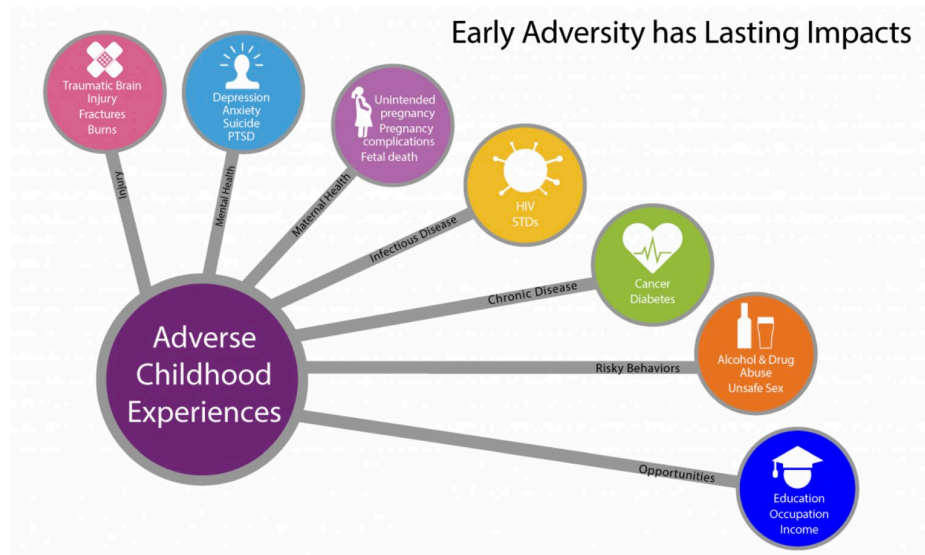 Early Adversity has Lasting Impacts
Traumatic Brain
Injury
Fractures
Burns
Injury
Depression
Anxiety
Suicide
PTSD
Mental Health
Unintended
pregnancy
Pregnancy
complications
Fetal death
Maternal Health
HIV
STDs
Infectious Disease
Cancer
Diabetes
Chronic Disease
Alcohol & Drug
Abuse
Unsafe Sex
Risky Behaviors
Education
Occupation
Income
Opportunities
Adverse
Childhood
Experiences